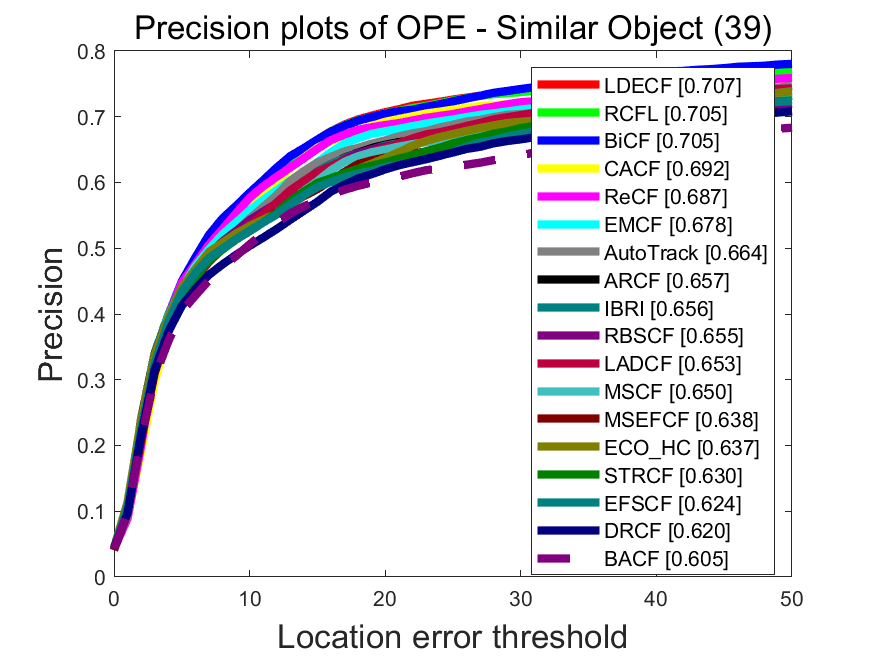 Precision plots of OPE - Similar Object (39)
0.8
0.7
0.6
0.5
0.4
0.3
0.2
0.1
0
Precision
LDECF [0.707]
RCFL [0.705]
BiCF [0.705]
CACF [0.692]
ReCF [0.687]
EMCF [0.678]
AutoTrack [0.664]
ARCF [0.657]
IBRI [0.656]
RBSCF [0.655]
LADCF [0.653]
MSCF [0.650]
MSEFCF [0.638]
ECO_HC [0.637]
STRCF [0.630]
EFSCF [0.624]
DRCF [0.620]
BACF [0.605]
0 10 20 30 40 50
Location error threshold